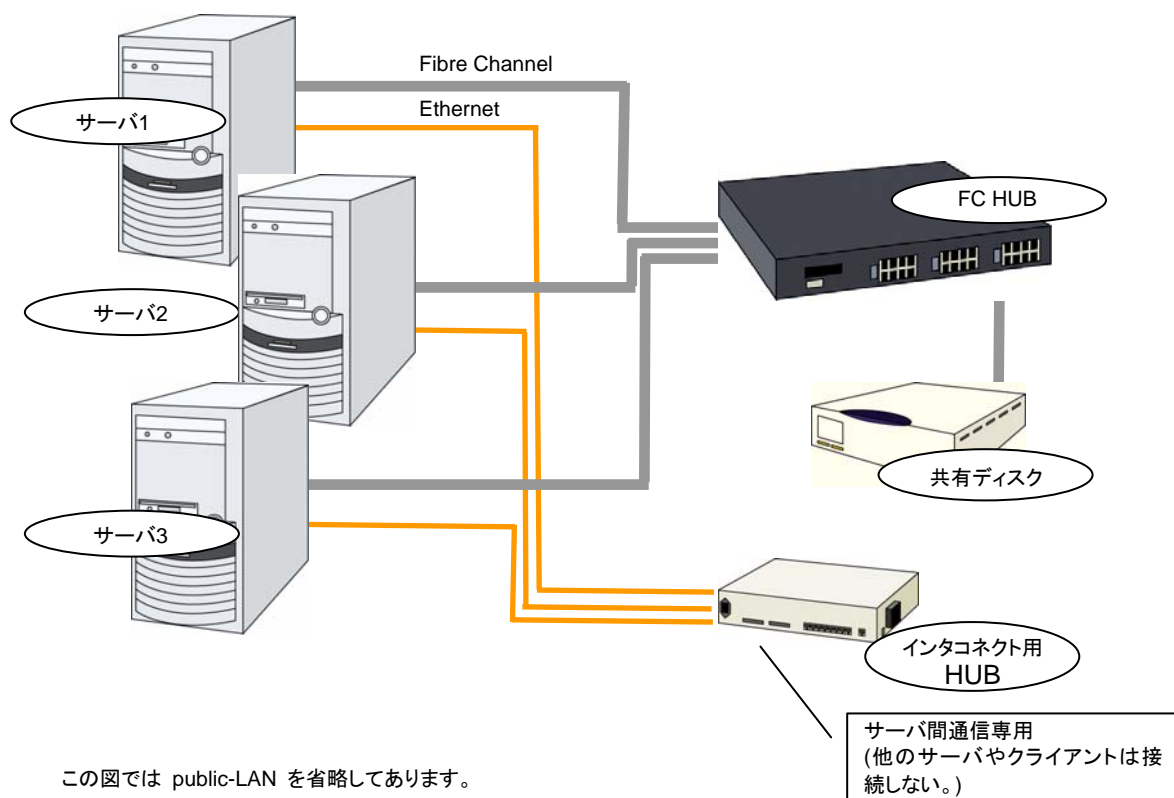 Fibre Channel
Ethernet
サーバ1
FC HUB
サーバ2
共有ディスク
サーバ3
インタコネクト用
HUB
サーバ間通信専用
(他のサーバやクライアントは接
続しない。)
この図では public-LAN を省略してあります。